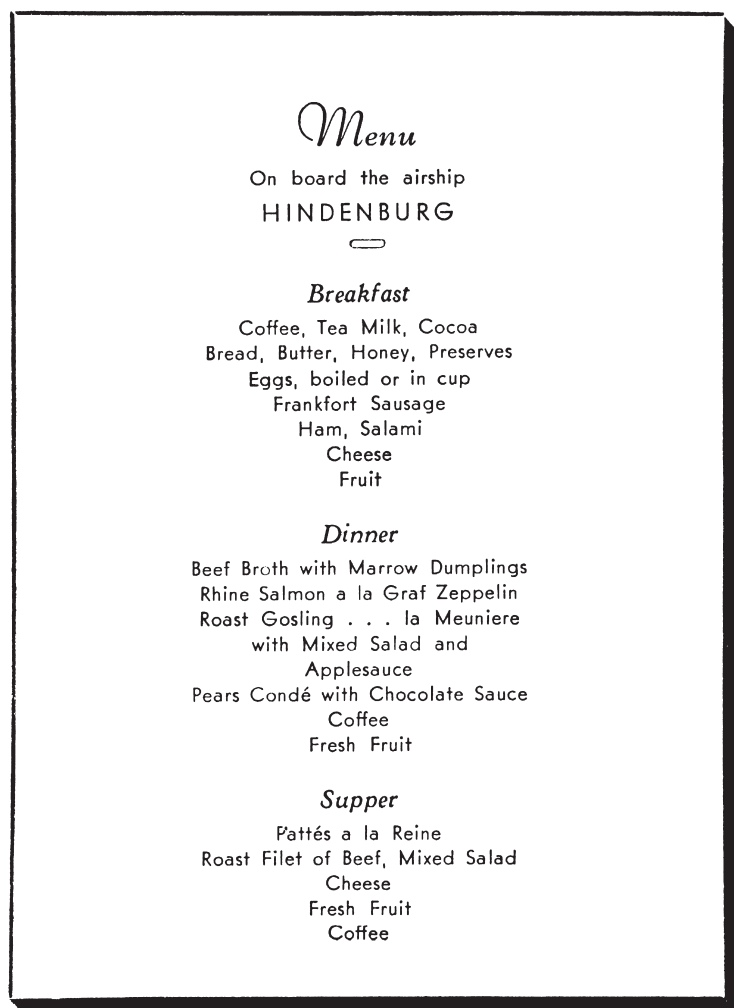 Menu
On board the airship
HINDENBURG
Breakfast
Coffee, Tea Milk, Cocoa
Bread, Butter, Honey, Preserves
Eggs, boiled or in cup
Frankfort Sausage
Ham, Salami
Cheese
Fruit
Dinner
Beef Broth with Marrow Dumplings
Rhine Salmon a la Graf Zeppelin
Roast Gosling . . . la Meuniere
with Mixed Salad and
Applesauce
Pears Condé with Chocolate Sauce
Coffee
Fresh Fruit
Supper
Pattés a la Reine
Roast Filet of Beef, Mixed Salad
Cheese
Fresh Fruit
Coffee